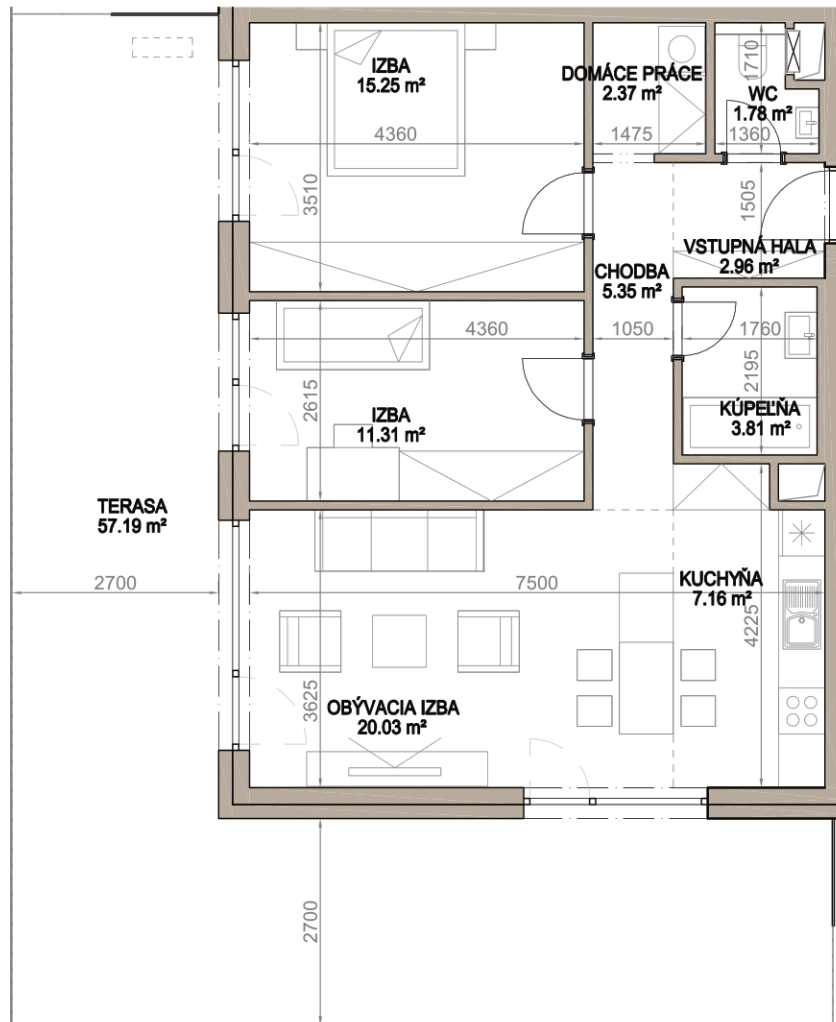 IZBA
15.25 m²
4360
3510
DOMÁCE PRÁCE
2.37 m²
1475
1710
WC
1.78 m²
1360
1505
VSTUPNÁ HALA
2.96 m²
CHODBA
5.35 m²
4360
2615
IZBA
11.31 m²
1050
1760
2195
KÚPEĽŇA
3.81 m²
TERASA
57.19 m²
2700
7500
KUCHYŇA
7.16 m²
4225
3625
OBÝVACIA IZBA
20.03 m²
2700